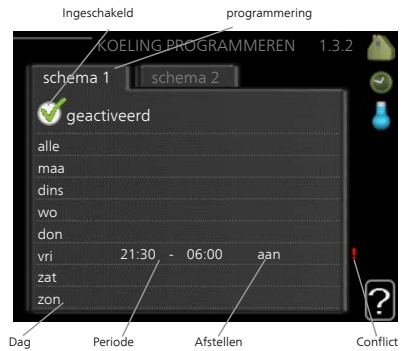 Ingeschakeld programmering
KOELING PROGRAMMEREN 1.3.2
schema 1 schema 2
geactiveerd
alle
maa
dins
wo
don
vri 21:30 - 06:00 aan !
zat
zon
?
Dag Periode Afstellen Conflict